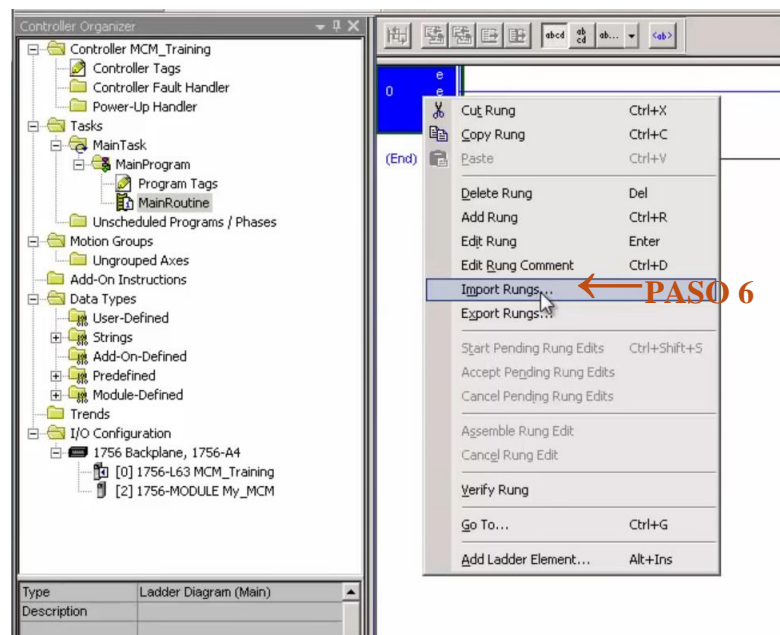 Controller Organizer
Controller MCM_Training
Controller Tags
Controller Fault Handler
Power-Up Handler
Tasks
MainTask
MainProgram
Program Tags
MainRoutine
Unscheduled Programs / Phases
Motion Groups
Ungrouped Axes
Add-On Instructions
Data Types
User-Defined
Strings
Add-On-Defined
Predefined
Module-Defined
Trends
I/O Configuration
1756 Backplane, 1756-A4
[0] 1756-L63 MCM_Training
[2] 1756-MODULE My_MCM
Type Ladder Diagram (Main)
Description
abcd ab cd ab... <ab>
0 e
e
(End)
Cut Rung Ctrl+X
Copy Rung Ctrl+C
Paste Ctrl+V
Delete Rung Del
Add Rung Ctrl+R
Edit Rung Enter
Edit Rung Comment Ctrl+D
Import Rungs...
PASO 6
Export Rungs...
Start Pending Rung Edits Ctrl+Shift+S
Accept Pending Rung Edits
Cancel Pending Rung Edits
Assemble Rung Edit
Cancel Rung Edit
Verify Rung
Go To... Ctrl+G
Add Ladder Element... Alt+Ins